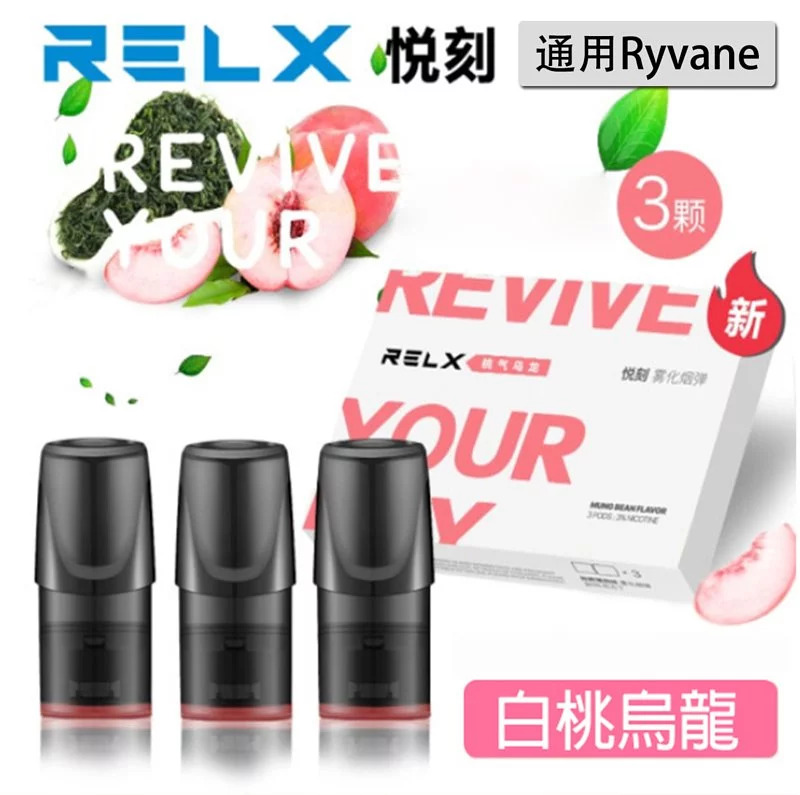 RELX 悦刻
通用Ryvane
REVIVE
YOUR
3颗
新
REVIVE
RELX 桃气乌龙
悦刻 雾化烟弹
YOUR
MUNG BEAN FLAVOR
3 PODS | 3% NICOTINE
×3
白桃烏龍